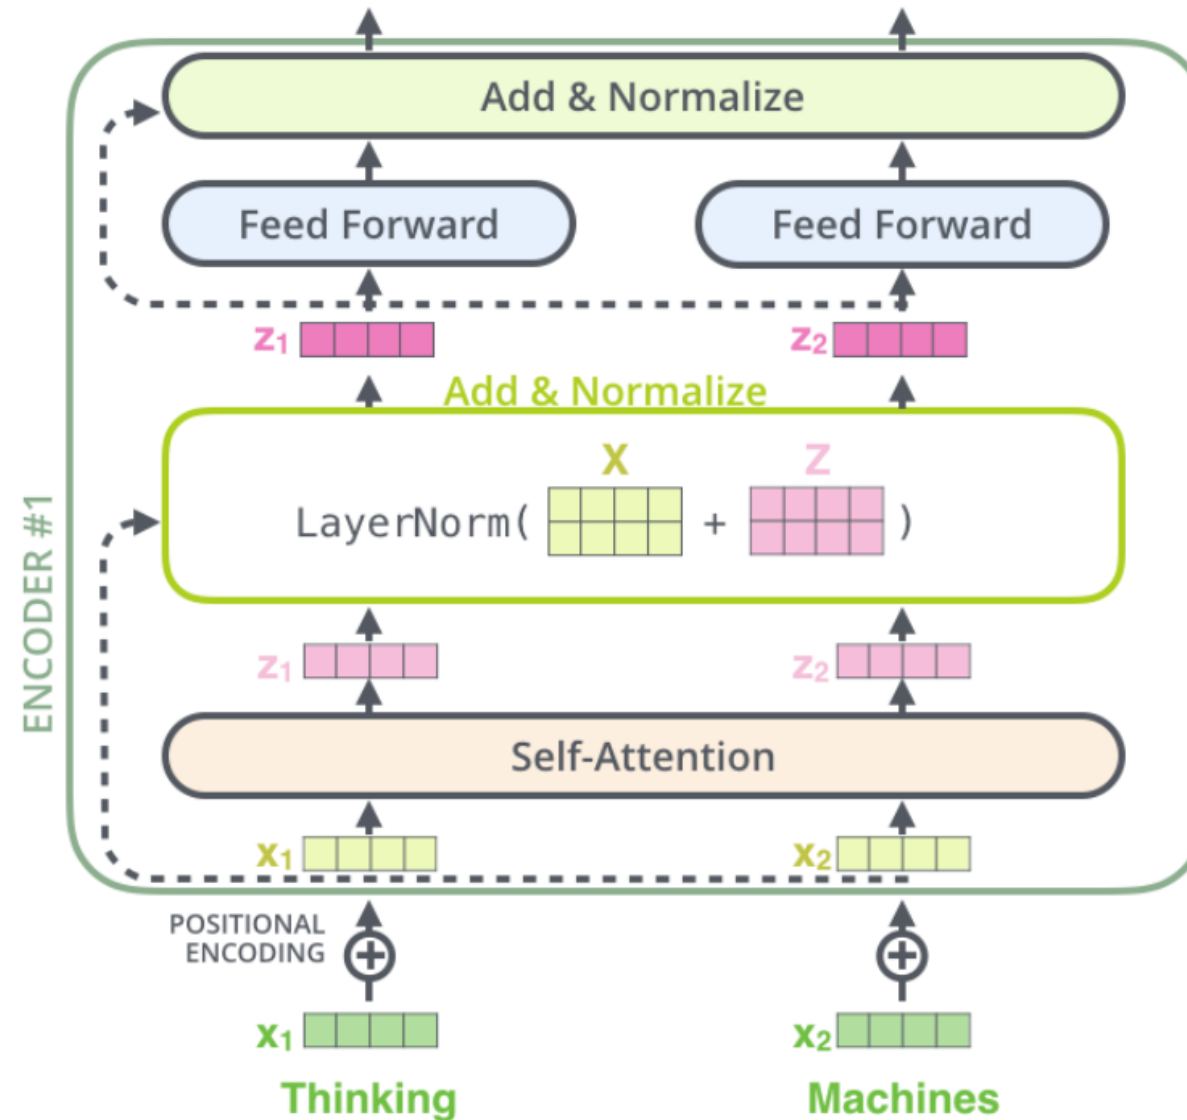 Add & Normalize
Feed Forward Feed Forward
z₁ z₂
Add & Normalize
X Z
LayerNorm( + )
ENCODER #1
z₁ z₂
Self-Attention
x₁ x₂
POSITIONAL
ENCODING
x₁ x₂
Thinking Machines